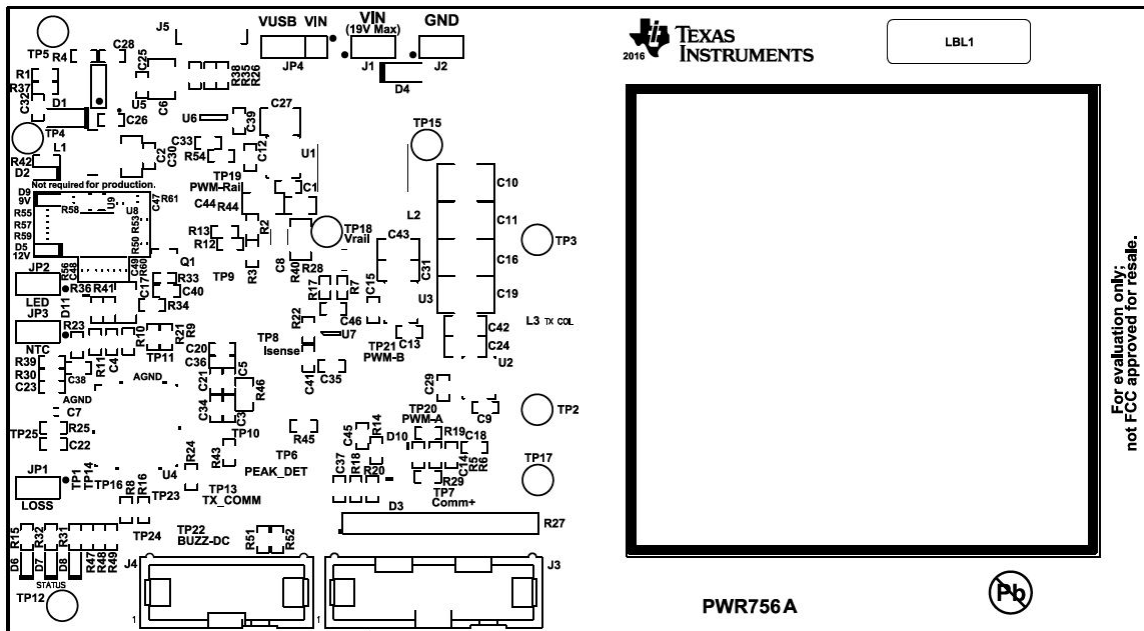 J5
VUSB VIN
VIN
(19V Max)
GND
TEXAS
INSTRUMENTS
2016
LBL1
TP5
R4
C28
C25
R38
R35
R26
JP4
J1
J2
D4
R1
R37
C32
D1
U5
C6
TP4
C26
U6
C39
C27
TP15
L1
C2
C30
C33
R54
C12
U1
R42
D2
TP19
PWM-Rail
C1
C10
Not required for production.
D9
9V
R58
U9
U8
C47
R61
C44
R44
L2
C11
R55
R57
R59
R53
R50
R13
R12
R2
TP18
Vrail
C43
TP3
D5
12V
Q1
TP9
R3
C8
R40
R28
C31
C16
JP2
R56
C48
C49
R60
R33
C40
R17
R7
C15
U3
C19
LED
R36
R41
D11
C17
R34
C46
L3 TX COIL
JP3
R23
R10
R21
R9
R22
U7
C42
NTC
R11
C4
TP11
TP8
Isense
TP21
PWM-B
C13
C24
U2
R39
R30
C23
C38
C20
C36
AGND
C21
C5
R46
C41
C35
C29
AGND
C7
C34
C3
TP20
PWM-A
C9
TP2
TP25
R25
C22
TP10
R45
C45
R14
D10
R19
C18
R43
R24
TP6
PEAK_DET
C37
R18
R20
C14
R5
R6
TP17
JP1
LOSS
TP1
TP14
TP16
U4
R8
R16
TP23
TP13
TX_COMM
R29
TP7
Comm+
D3
R27
R15
R32
R31
TP24
TP22
BUZZ-DC
R51
R52
D6
D7
D8
R47
R48
R49
J4
J3
STATUS
TP12
1
1
PWR756A
Pb
For evaluation only;
not FCC approved for resale.